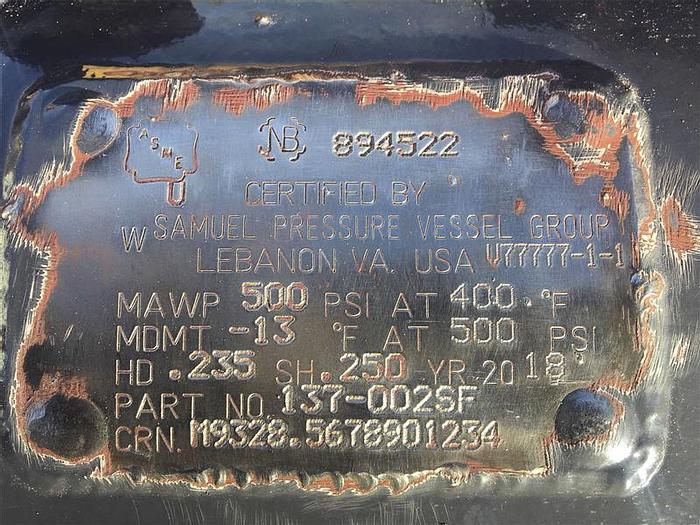 ASME NB 894522
U
CERTIFIED BY
W SAMUEL PRESSURE VESSEL GROUP
LEBANON VA. USA V77777-1-1
MAWP 500 PSI AT 400 °F
MDMT -13 °F AT 500 PSI
HD .235 SH .250 YR 2018
PART NO. 137-002SF
CRN. M9328.5678901234